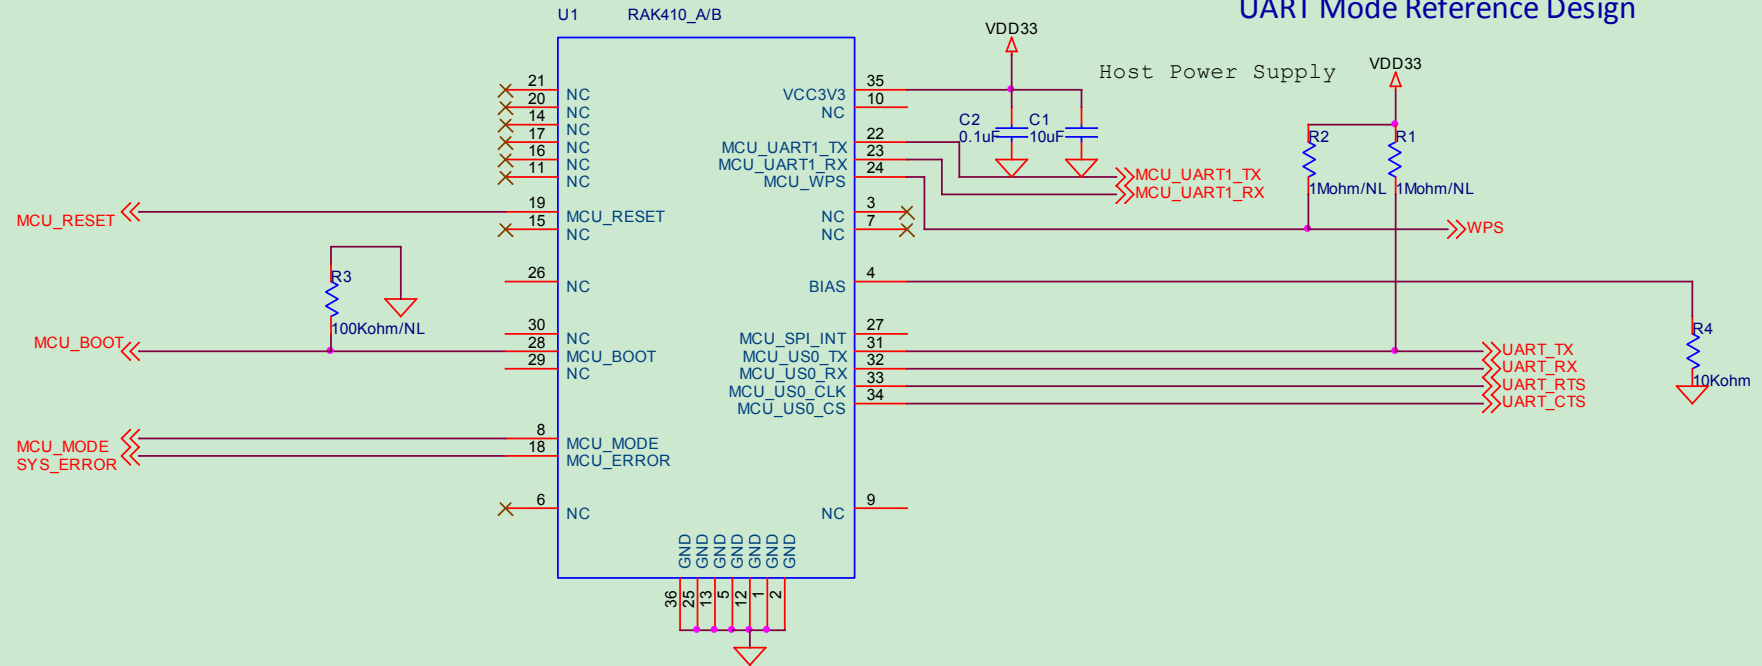 UART Mode Reference Design
U1 RAK410_A/B
VDD33
Host Power Supply
VDD33
21 NC
20 NC
14 NC
17 NC
16 NC
11 NC
MCU_RESET
19 MCU_RESET
15 NC
26 NC
R3
100Kohm/NL
30 NC
MCU_BOOT
28 MCU_BOOT
29 NC
MCU_MODE
8 MCU_MODE
SYS_ERROR
18 MCU_ERROR
6 NC
VCC3V3 35
NC 10
C2
0.1uF
C1
10uF
R2
1Mohm/NL
R1
1Mohm/NL
MCU_UART1_TX 22
MCU_UART1_RX 23
MCU_WPS 24
MCU_UART1_TX
MCU_UART1_RX
NC 3
NC 7
WPS
BIAS 4
MCU_SPI_INT 27
MCU_US0_TX 31
MCU_US0_RX 32
MCU_US0_CLK 33
MCU_US0_CS 34
UART_TX
UART_RX
UART_RTS
UART_CTS
R4
10Kohm
NC 9
GND GND GND GND GND GND GND
36 25 13 5 12 1 2